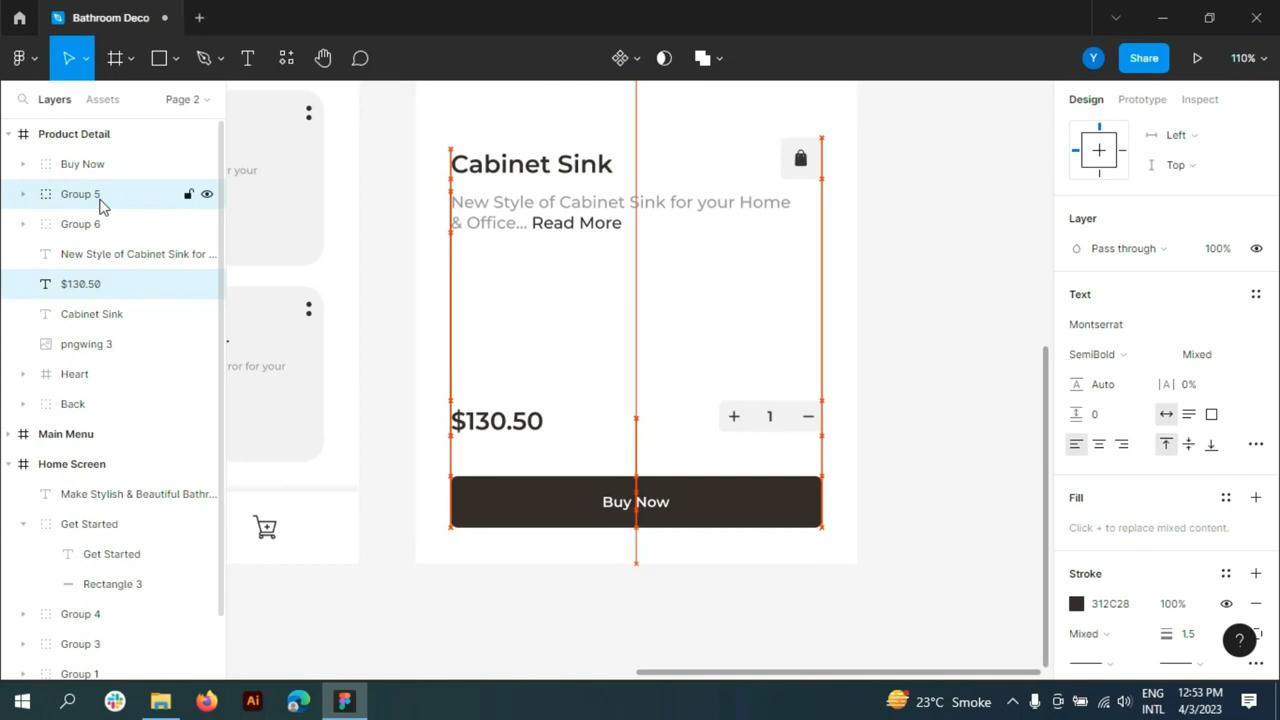 Bathroom Deco
Share
110%
Layers
Assets
Page 2
Design
Prototype
Inspect
Product Detail
Buy Now
Group 5
Group 6
New Style of Cabinet Sink for ...
$130.50
Cabinet Sink
pngwing 3
Heart
Back
Main Menu
Home Screen
Make Stylish & Beautiful Bathr...
Get Started
Get Started
Rectangle 3
Group 4
Group 3
Group 1
your
ror for your
Cabinet Sink
New Style of Cabinet Sink for your Home
& Office... Read More
$130.50
+ 1 −
Buy Now
Left
Top
Layer
Pass through
100%
Text
Montserrat
SemiBold
Mixed
Auto
|A| 0%
0
Fill
Click + to replace mixed content.
Stroke
312C28
100%
Mixed
1.5
?
Y
Ai
23°C Smoke
ENG
INTL
12:53 PM
4/3/2023